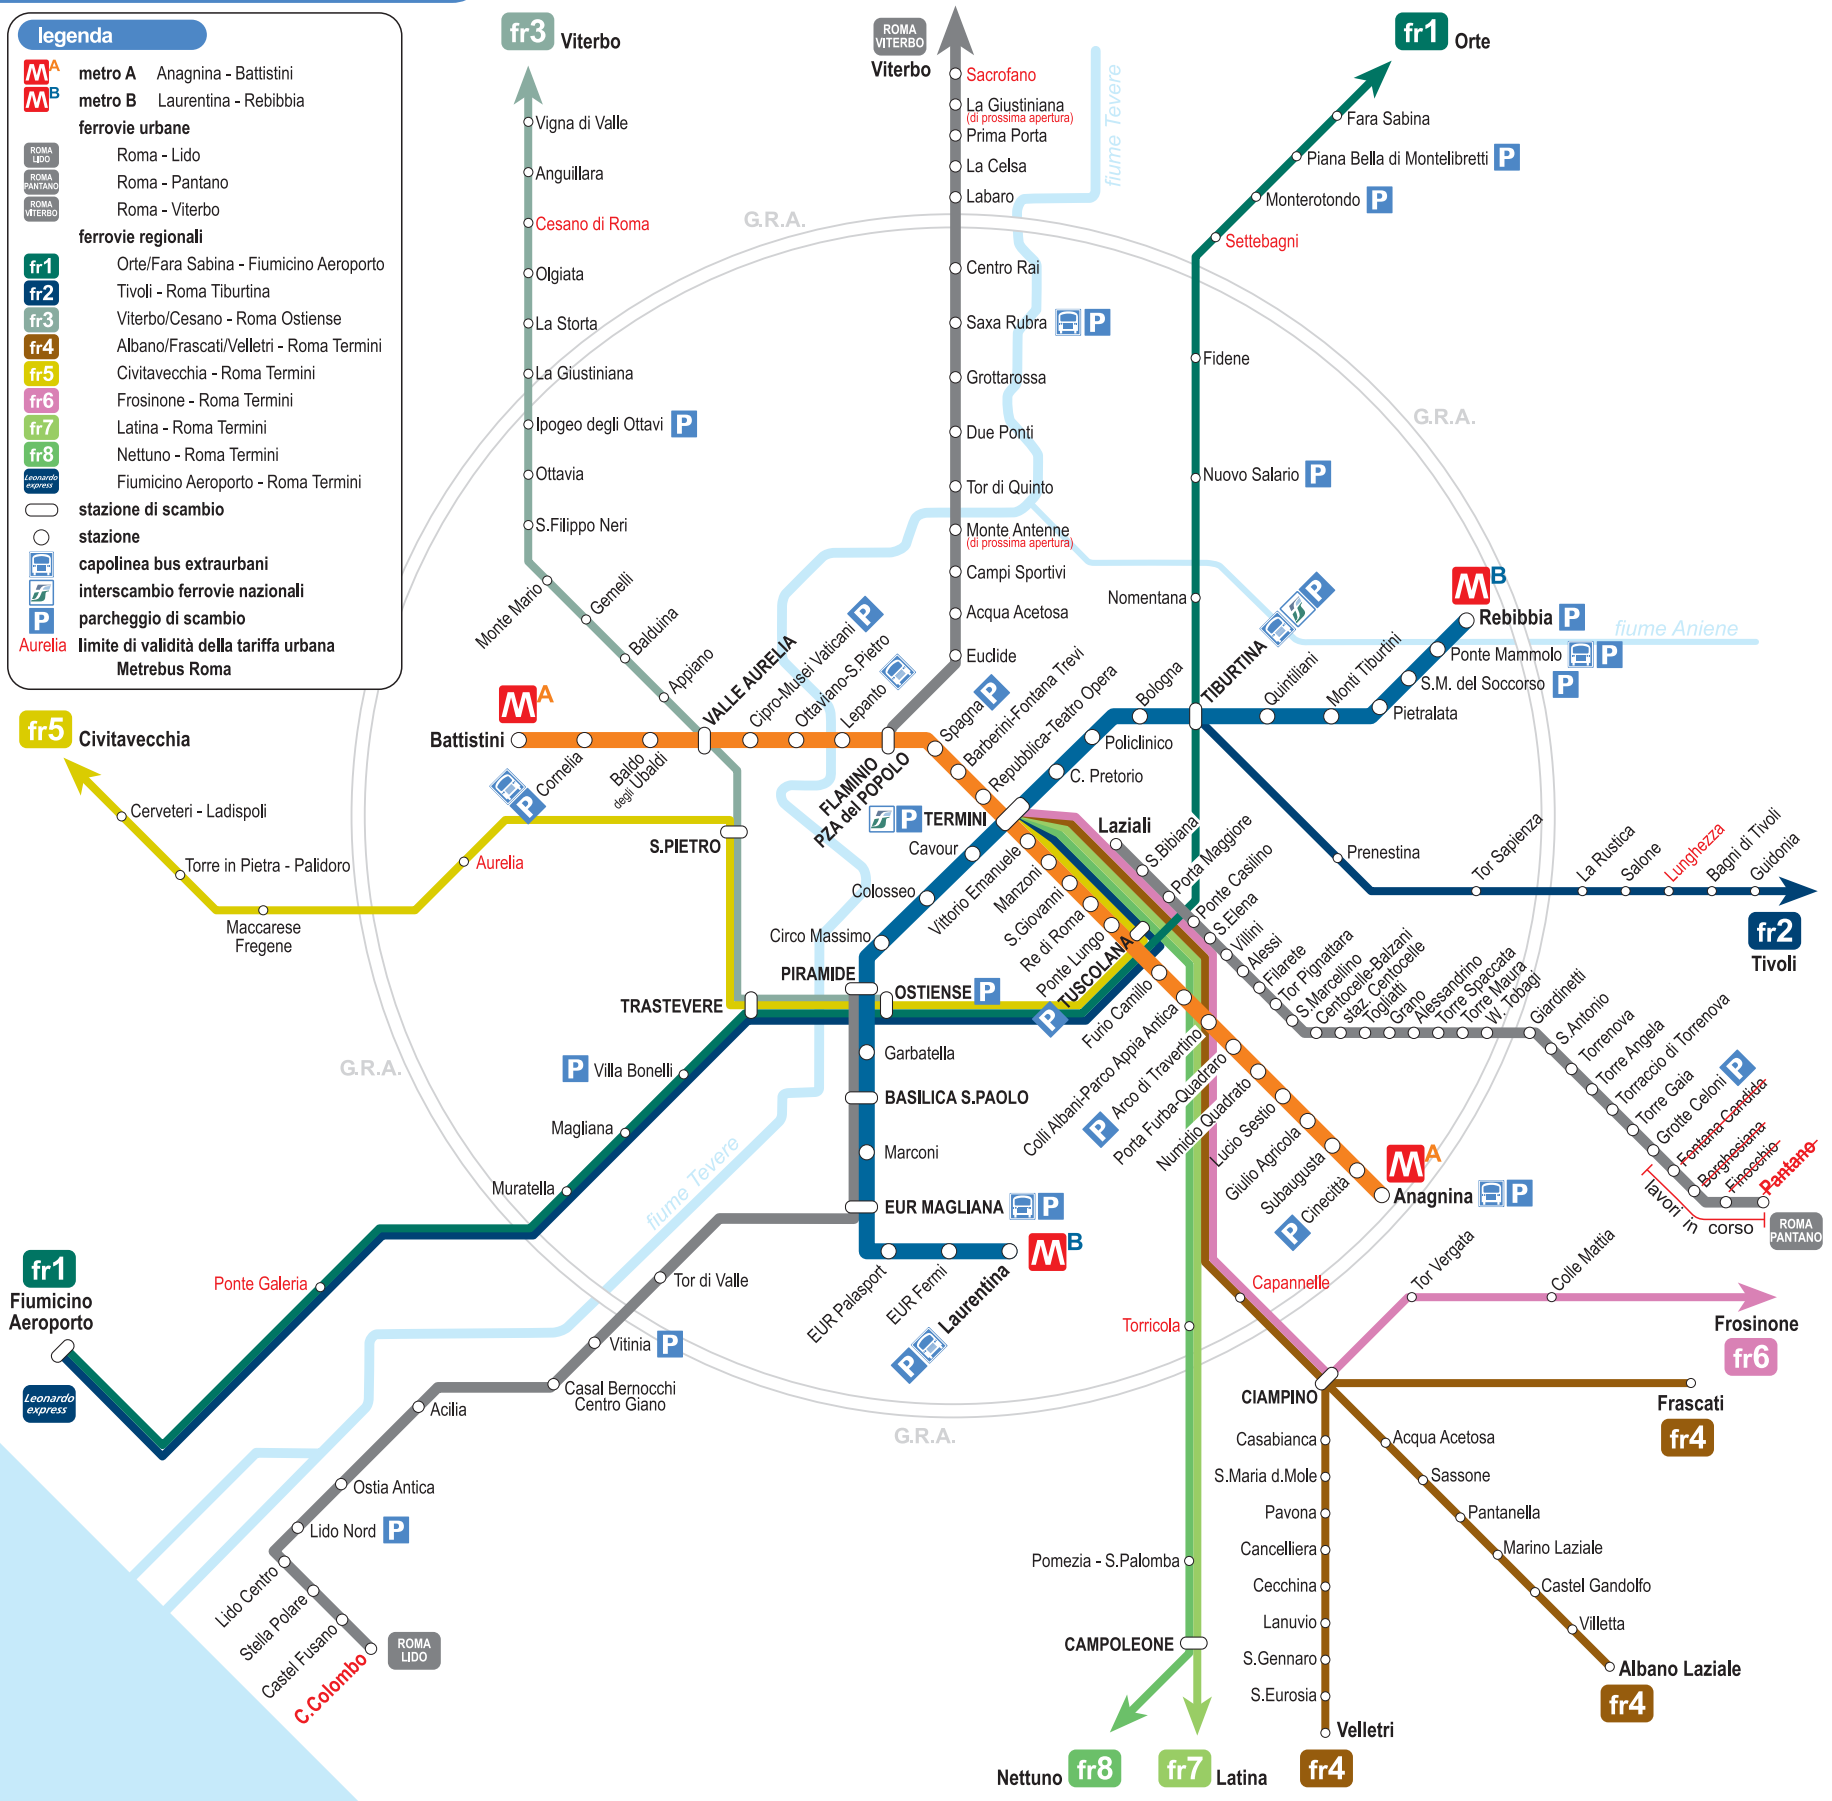 legenda
M A metro A Anagnina - Battistini
M B metro B Laurentina - Rebibbia
ferrovie urbane
ROMA LIDO Roma - Lido
ROMA PANTANO Roma - Pantano
ROMA VITERBO Roma - Viterbo
ferrovie regionali
fr1 Orte/Fara Sabina - Fiumicino Aeroporto
fr2 Tivoli - Roma Tiburtina
fr3 Viterbo/Cesano - Roma Ostiense
fr4 Albano/Frascati/Velletri - Roma Termini
fr5 Civitavecchia - Roma Termini
fr6 Frosinone - Roma Termini
fr7 Latina - Roma Termini
fr8 Nettuno - Roma Termini
Leonardo express Fiumicino Aeroporto - Roma Termini
stazione di scambio
stazione
capolinea bus extraurbani
interscambio ferrovie nazionali
P parcheggio di scambio
Aurelia limite di validità della tariffa urbana
Metrebus Roma
fr3 Viterbo
Vigna di Valle
Anguillara
Cesano di Roma
Olgiata
La Storta
La Giustiniana
Ipogeo degli Ottavi P
Ottavia
S.Filippo Neri
Monte Mario
Gemelli
Balduina
Appiano
VALLE AURELIA
ROMA VITERBO
Viterbo
Sacrofano
La Giustiniana
(di prossima apertura)
Prima Porta
La Celsa
Labaro
Centro Rai
Saxa Rubra P
Grottarossa
Due Ponti
Tor di Quinto
Monte Antenne
(di prossima apertura)
Campi Sportivi
Acqua Acetosa
Euclide
fiume Tevere
G.R.A.
fr1 Orte
Fara Sabina
Piana Bella di Montelibretti P
Monterotondo P
Settebagni
Fidene
Nuovo Salario P
Nomentana
G.R.A.
TIBURTINA P
fiume Aniene
M B
Rebibbia P
Ponte Mammolo P
S.M. del Soccorso P
Pietralata
Monti Tiburtini
Quintiliani
Bologna
Policlinico
C. Pretorio
M A
Battistini
Cornelia P
Baldo
degli Ubaldi
Cipro-Musei Vaticani P
Ottaviano-S.Pietro
Lepanto
FLAMINIO
PZA del POPOLO
Spagna P
Barberini-Fontana Trevi
Repubblica-Teatro Opera
P TERMINI
Cavour
Colosseo
Circo Massimo
PIRAMIDE
OSTIENSE P
Garbatella
BASILICA S.PAOLO
Marconi
EUR MAGLIANA P
EUR Palasport
EUR Fermi
Laurentina P
M B
Vittorio Emanuele
Manzoni
S.Giovanni
Re di Roma
Ponte Lungo
P TUSCOLANA
Furio Camillo
Colli Albani-Parco Appia Antica
P Arco di Travertino
Porta Furba-Quadraro
Numidio Quadrato
Lucio Sestio
Giulio Agricola
Subaugusta
P Cinecittà
M A
Anagnina P
Laziali
S.Bibiana
Porta Maggiore
Ponte Casilino
S.Elena
Villini
Alessi
Filarete
Tor Pignattara
S.Marcellino
Centocelle-Balzani
staz. Centocelle
Togliatti
Grano
Alessandrino
Torre Spaccata
Torre Maura
W. Tobagi
Giardinetti
S.Antonio
Torrenova
Torre Angela
Torraccio di Torrenova
Torre Gaia
Grotte Celoni P
Fontana Candida
Borghesiana
Finocchio
Pantano
lavori in corso
ROMA PANTANO
Prenestina
Tor Sapienza
La Rustica
Salone
Lunghezza
Bagni di Tivoli
Guidonia
fr2
Tivoli
fr5 Civitavecchia
Cerveteri - Ladispoli
Torre in Pietra - Palidoro
Maccarese
Fregene
Aurelia
S.PIETRO
TRASTEVERE
G.R.A.
P Villa Bonelli
Magliana
Muratella
Ponte Galeria
fr1
Fiumicino
Aeroporto
Leonardo express
fiume Tevere
Tor di Valle
Vitinia P
Casal Bernocchi
Centro Giano
Acilia
Ostia Antica
Lido Nord P
Lido Centro
Stella Polare
Castel Fusano
C.Colombo
ROMA LIDO
G.R.A.
Torricola
Pomezia - S.Palomba
CAMPOLEONE
Nettuno fr8
fr7 Latina
Capannelle
Tor Vergata
Colle Mattia
Frosinone
fr6
CIAMPINO
Frascati
fr4
Casabianca
S.Maria d.Mole
Pavona
Cancelliera
Cecchina
Lanuvio
S.Gennaro
S.Eurosia
Velletri
fr4
Acqua Acetosa
Sassone
Pantanella
Marino Laziale
Castel Gandolfo
Villetta
Albano Laziale
fr4